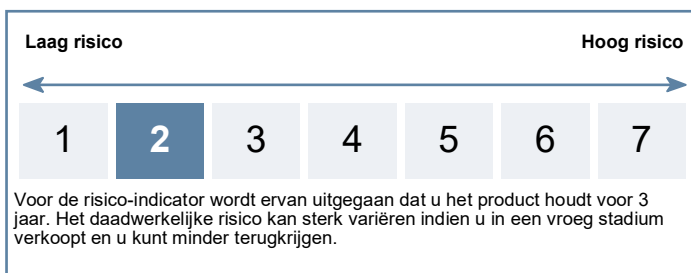 Laag risico Hoog risico
1 2 3 4 5 6 7
Voor de risico-indicator wordt ervan uitgegaan dat u het product houdt voor 3
jaar. Het daadwerkelijke risico kan sterk variëren indien u in een vroeg stadium
verkoopt en u kunt minder terugkrijgen.